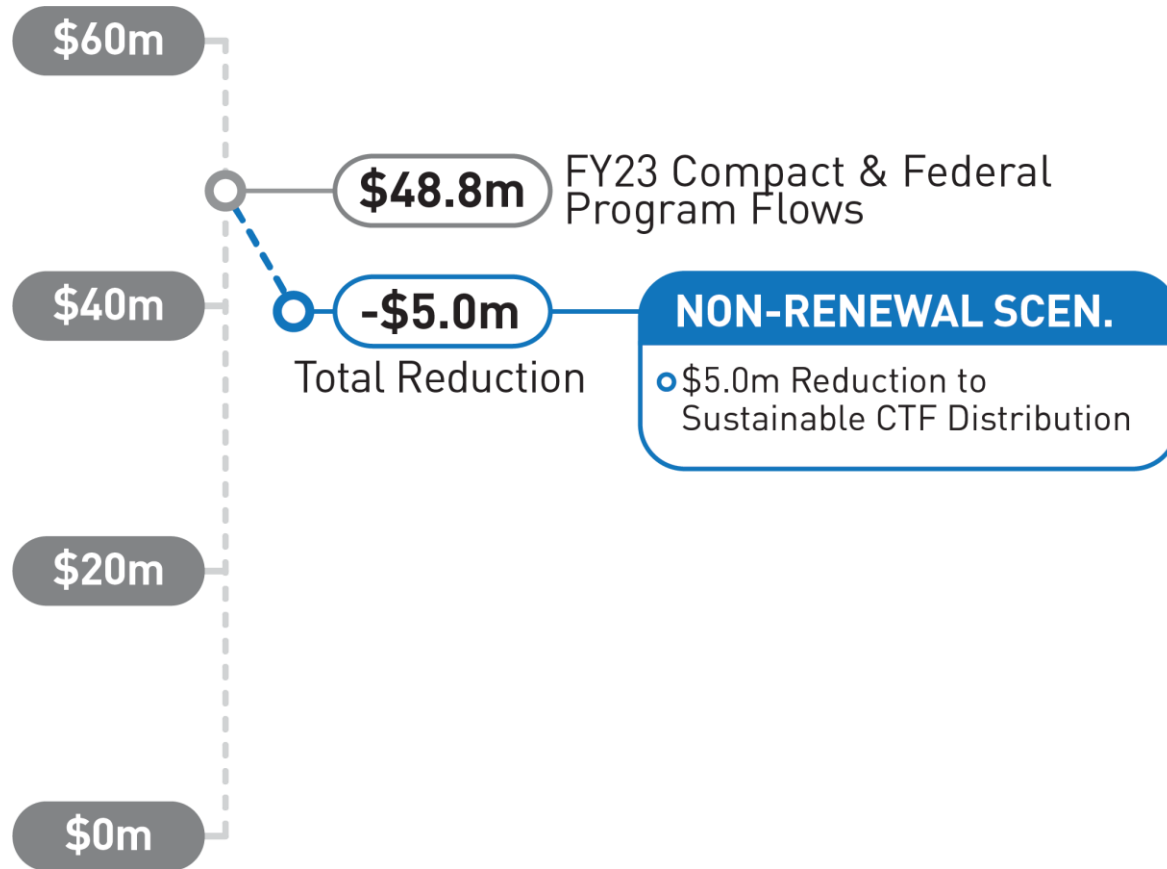 $60m
$48.8m
FY23 Compact & Federal
Program Flows
$40m
-$5.0m
Total Reduction
NON-RENEWAL SCEN.
$5.0m Reduction to
Sustainable CTF Distribution
$20m
$0m